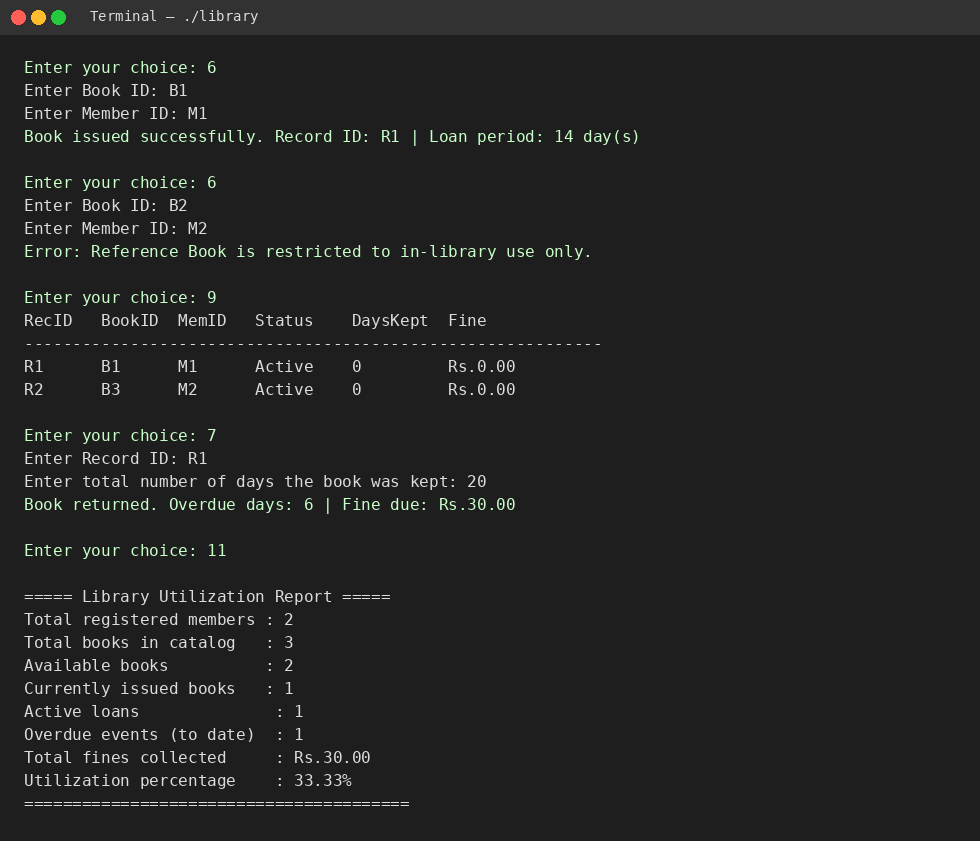 Terminal — ./library
Enter your choice: 6
Enter Book ID: B1
Enter Member ID: M1
Book issued successfully. Record ID: R1 | Loan period: 14 day(s)
Enter your choice: 6
Enter Book ID: B2
Enter Member ID: M2
Error: Reference Book is restricted to in-library use only.
Enter your choice: 9
RecID   BookID  MemID   Status    DaysKept  Fine
------------------------------------------------------------
R1      B1      M1      Active    0         Rs.0.00
R2      B3      M2      Active    0         Rs.0.00
Enter your choice: 7
Enter Record ID: R1
Enter total number of days the book was kept: 20
Book returned. Overdue days: 6 | Fine due: Rs.30.00
Enter your choice: 11
===== Library Utilization Report =====
Total registered members : 2
Total books in catalog   : 3
Available books          : 2
Currently issued books   : 1
Active loans              : 1
Overdue events (to date)  : 1
Total fines collected     : Rs.30.00
Utilization percentage    : 33.33%
========================================